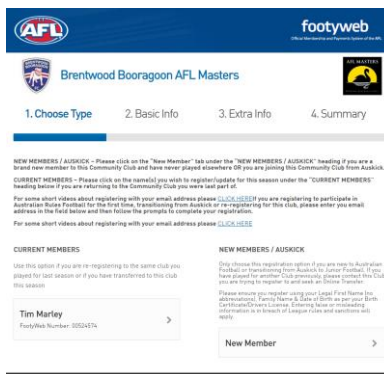 AFL
footyweb
Official Membership and Payments System of the AFL
Brentwood Booragoon AFL Masters
AFL MASTERS
1. Choose Type
2. Basic Info
3. Extra Info
4. Summary
NEW MEMBERS / AUSKICK – Please click on the "New Member" tab under the "NEW MEMBERS / AUSKICK" heading if you are a
brand new member to this Community Club and have never played elsewhere OR you are joining this Community Club from Auskick.
CURRENT MEMBERS – Please click on the name(s) you wish to register/update for this season under the "CURRENT MEMBERS"
heading below if you are returning to the Community Club you were last part of.
For some short videos about registering with your email address please CLICK HERE If you are registering to participate in
Australian Rules Football for the first time, transitioning from Auskick or re-registering for this club, please enter you email
address in the field below and then follow the prompts to complete your registration.
For some short videos about registering with your email address please CLICK HERE
CURRENT MEMBERS
Use this option if you are re-registering to the same club you
played for last season or if you have transferred to this club
this season
Tim Marley
FootyWeb Number: 00524574
NEW MEMBERS / AUSKICK
Only choose this registration option if you are new to Australian
Football or transitioning from Auskick to Junior Football. If you
have played for another Club previously, please contact this Club
you are trying to register to and seek an Online Transfer.
Please ensure you register using your Legal First Name (no
abbreviations), Family Name & Date of Birth as per your Birth
Certificate/Drivers License. Entering false or misleading
information is in breach of League rules and sanctions will
apply.
New Member